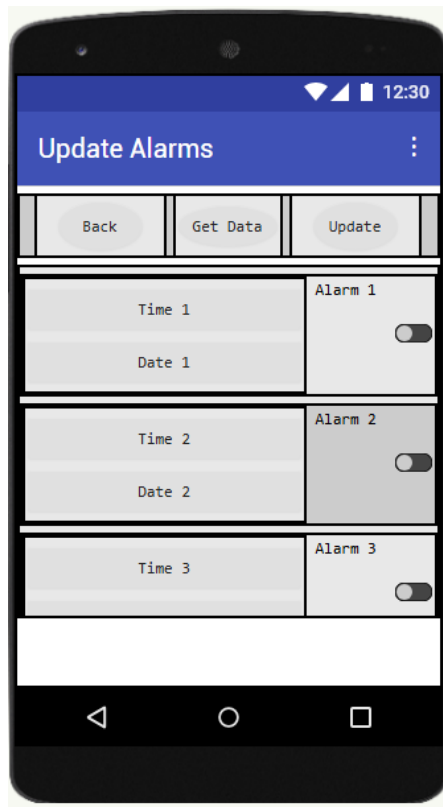 12:30
Update Alarms
Back Get Data Update
Time 1
Alarm 1
Date 1
Time 2
Alarm 2
Date 2
Time 3
Alarm 3